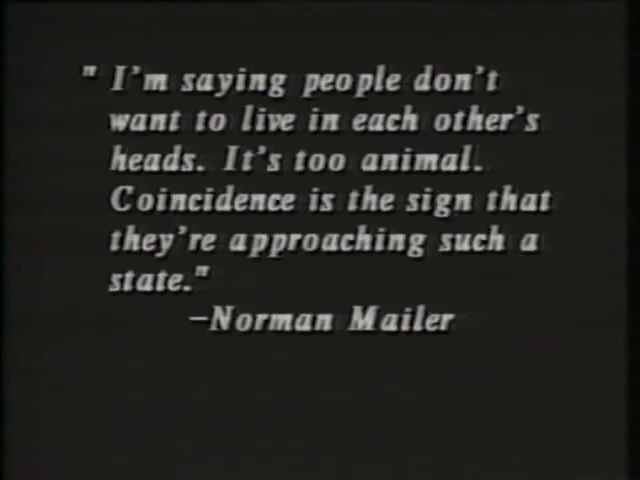 " I'm saying people don't
want to live in each other's
heads. It's too animal.
Coincidence is the sign that
they're approaching such a
state."
–Norman Mailer